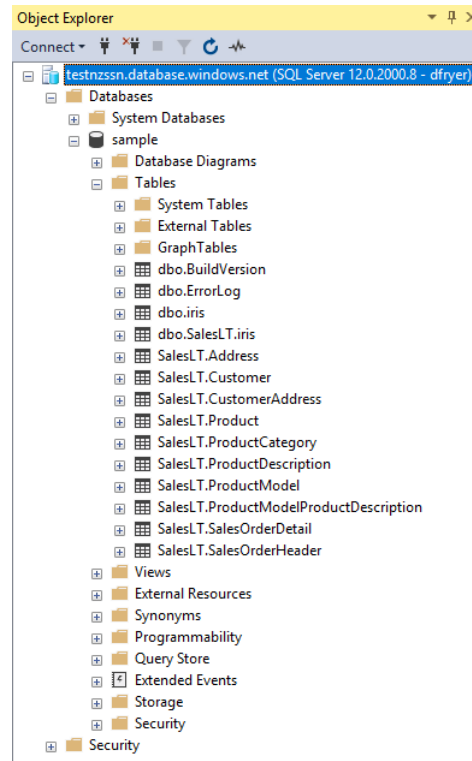 Object Explorer
Connect
testnzssn.database.windows.net (SQL Server 12.0.2000.8 - dfryer)
Databases
System Databases
sample
Database Diagrams
Tables
System Tables
External Tables
GraphTables
dbo.BuildVersion
dbo.ErrorLog
dbo.iris
dbo.SalesLT.iris
SalesLT.Address
SalesLT.Customer
SalesLT.CustomerAddress
SalesLT.Product
SalesLT.ProductCategory
SalesLT.ProductDescription
SalesLT.ProductModel
SalesLT.ProductModelProductDescription
SalesLT.SalesOrderDetail
SalesLT.SalesOrderHeader
Views
External Resources
Synonyms
Programmability
Query Store
Extended Events
Storage
Security
Security